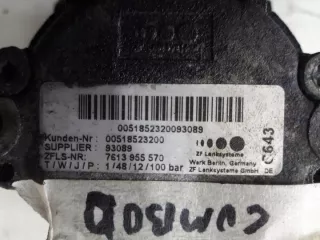 0051852320093089
Kunden-Nr : 00518523200
SUPPLIER : 93089
ZFLS-NR: 7613 955 570
T/W/J/P: 1/48/12/100 bar
ZF Lenksysteme
Werk Berlin, Germany
ZF Lenksysteme GmbH - DE
C643